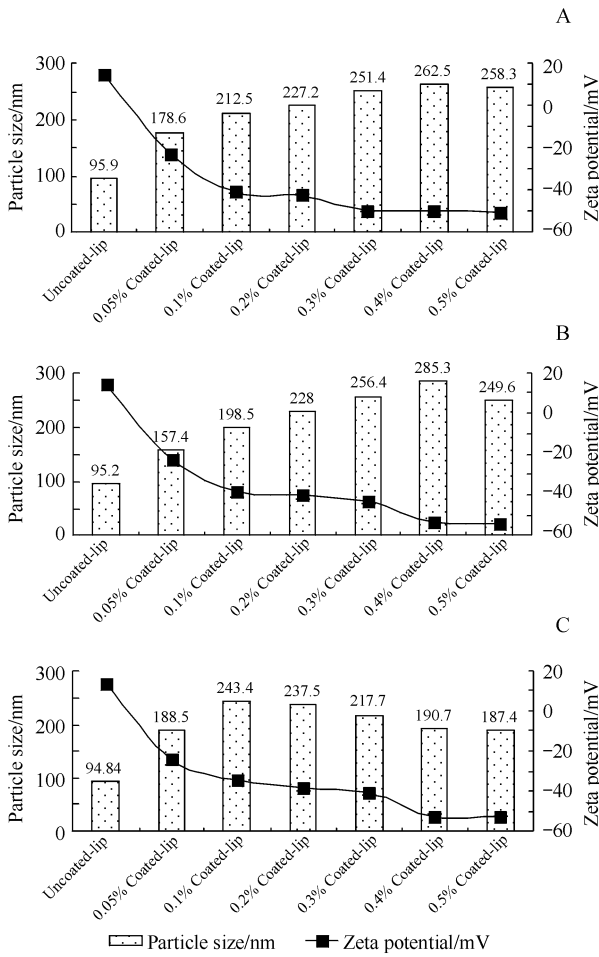 A
Particle size/nm
300
200
100
0
95.9
178.6
212.5
227.2
251.4
262.5
258.3
20
0
−20
−40
−60
Zeta potential/mV
Uncoated-lip
0.05% Coated-lip
0.1% Coated-lip
0.2% Coated-lip
0.3% Coated-lip
0.4% Coated-lip
0.5% Coated-lip
B
Particle size/nm
300
200
100
0
95.2
157.4
198.5
228
256.4
285.3
249.6
20
0
−20
−40
−60
Zeta potential/mV
Uncoated-lip
0.05% Coated-lip
0.1% Coated-lip
0.2% Coated-lip
0.3% Coated-lip
0.4% Coated-lip
0.5% Coated-lip
C
Particle size/nm
300
200
100
0
94.84
188.5
243.4
237.5
217.7
190.7
187.4
20
0
−20
−40
−60
Zeta potential/mV
Uncoated-lip
0.05% Coated-lip
0.1% Coated-lip
0.2% Coated-lip
0.3% Coated-lip
0.4% Coated-lip
0.5% Coated-lip
Particle size/nm
Zeta potential/mV